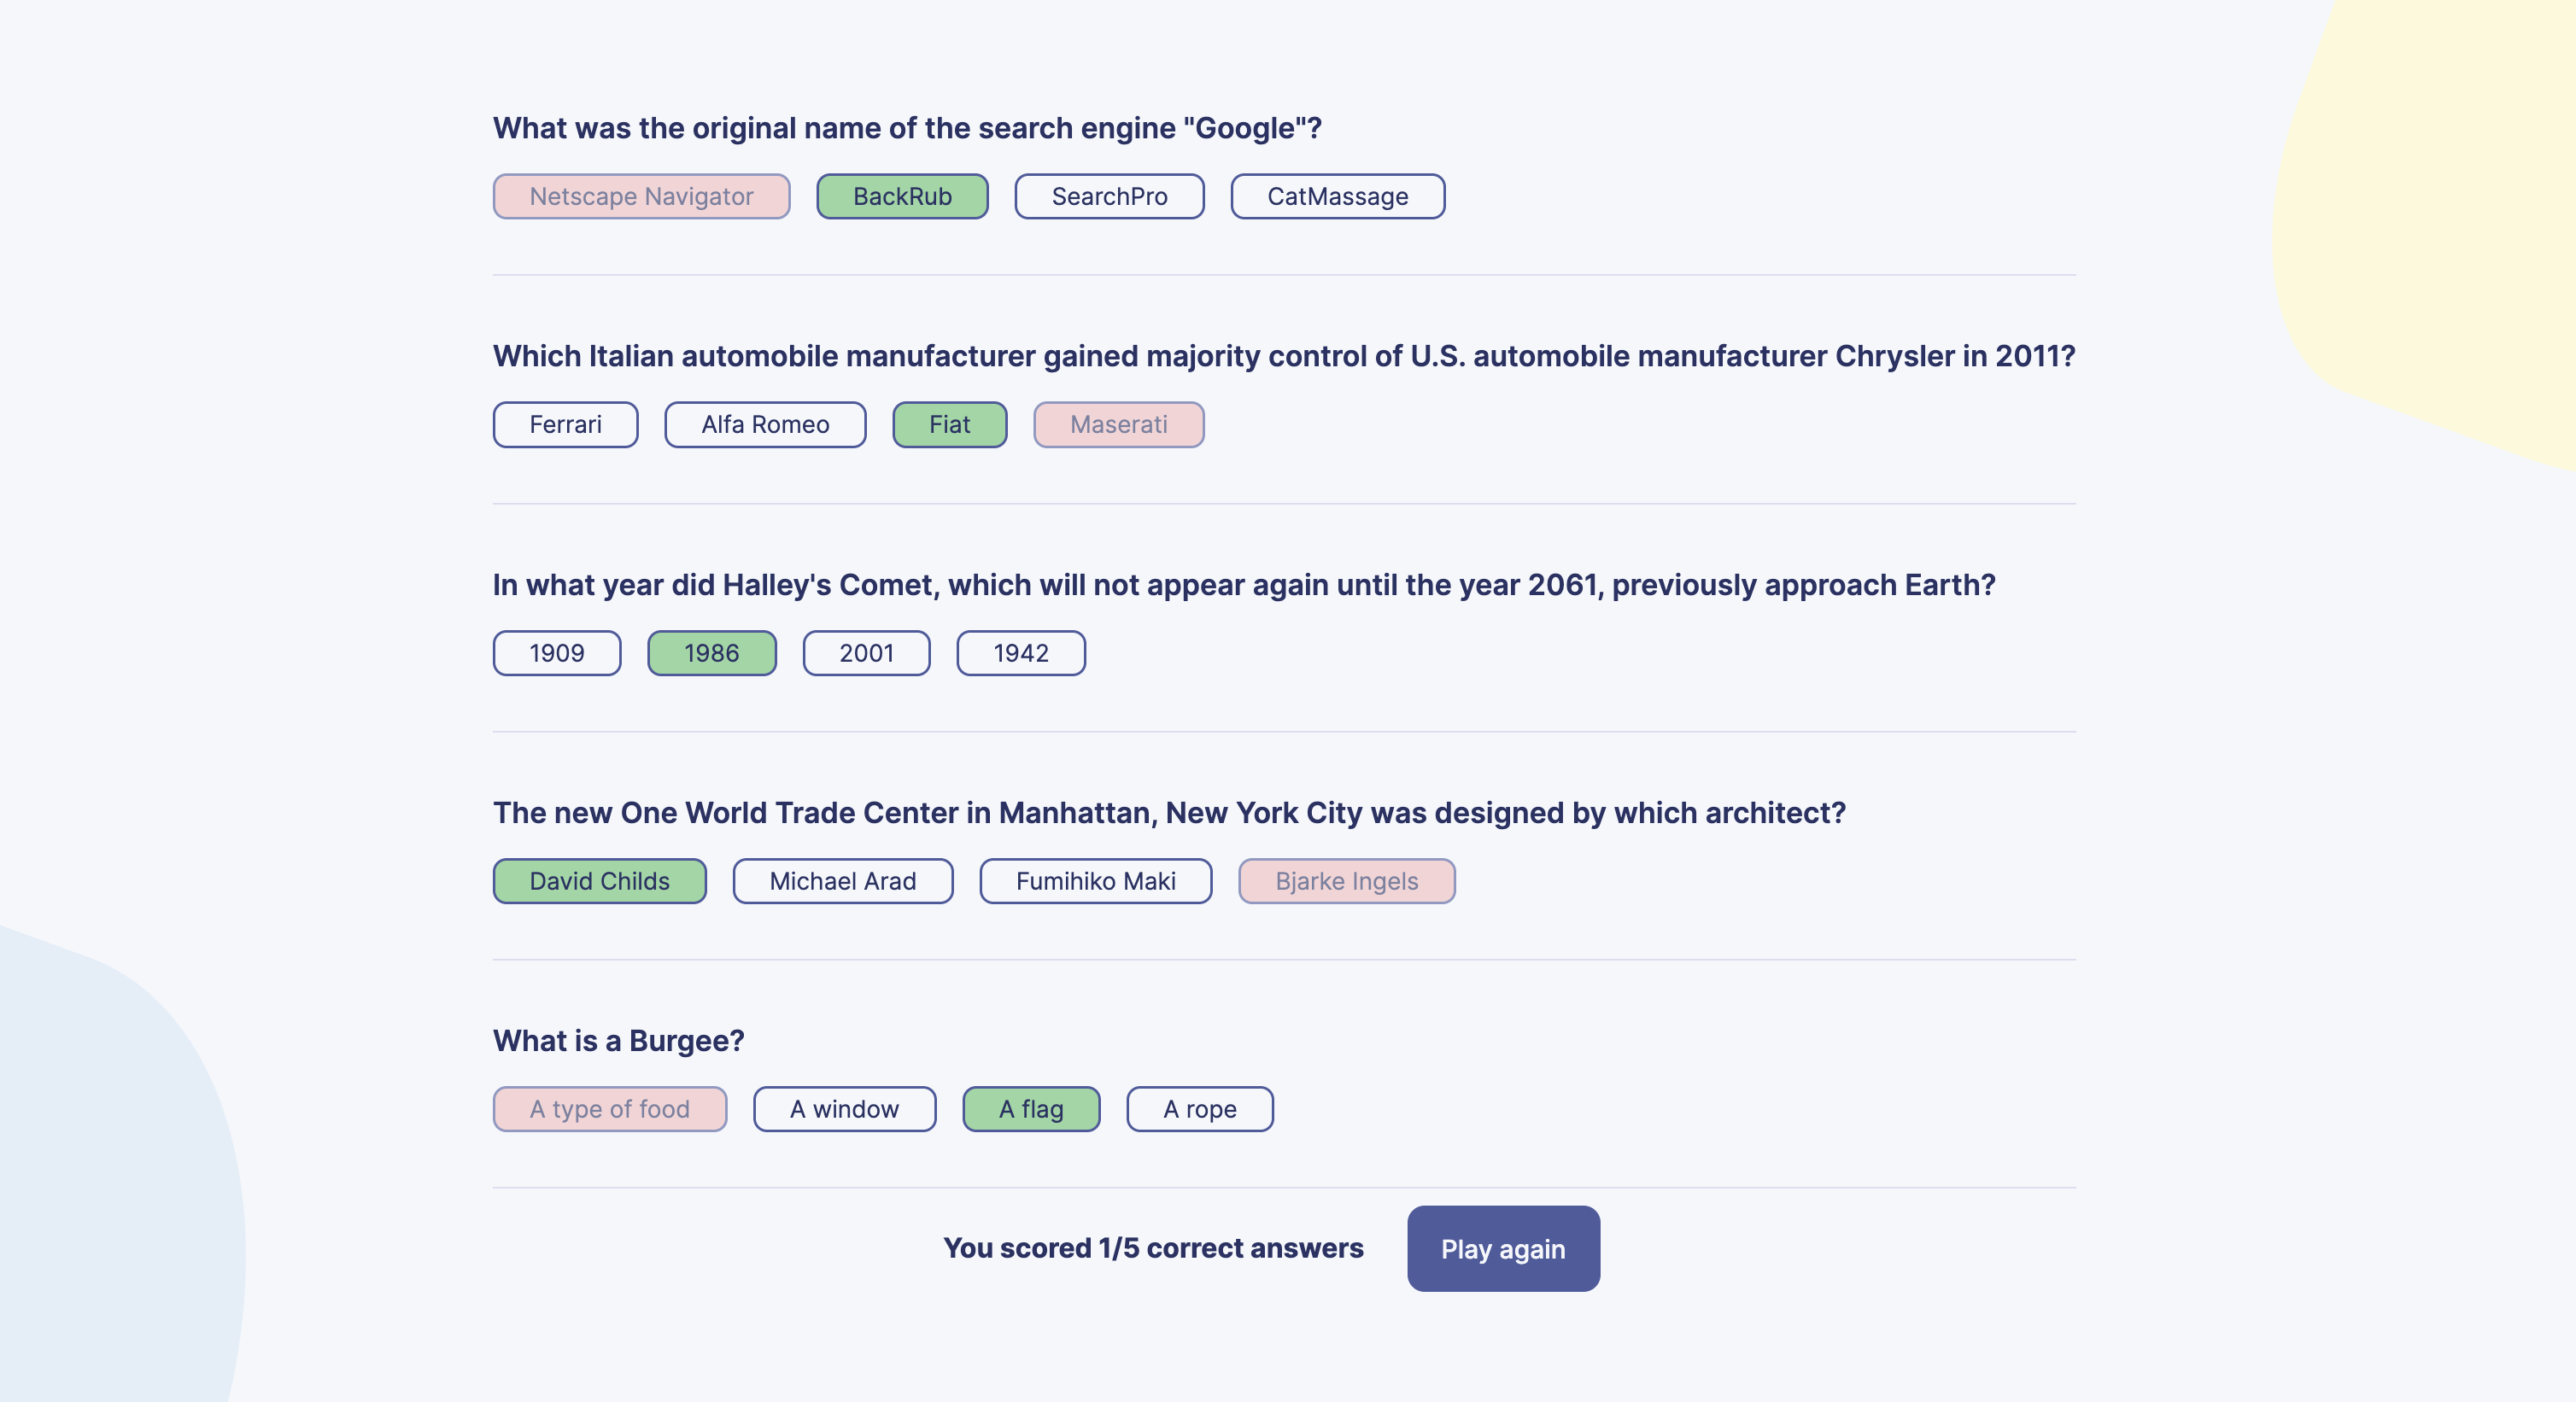 What was the original name of the search engine "Google"?
Netscape Navigator BackRub SearchPro CatMassage
Which Italian automobile manufacturer gained majority control of U.S. automobile manufacturer Chrysler in 2011?
Ferrari Alfa Romeo Fiat Maserati
In what year did Halley's Comet, which will not appear again until the year 2061, previously approach Earth?
1909 1986 2001 1942
The new One World Trade Center in Manhattan, New York City was designed by which architect?
David Childs Michael Arad Fumihiko Maki Bjarke Ingels
What is a Burgee?
A type of food A window A flag A rope
You scored 1/5 correct answers Play again